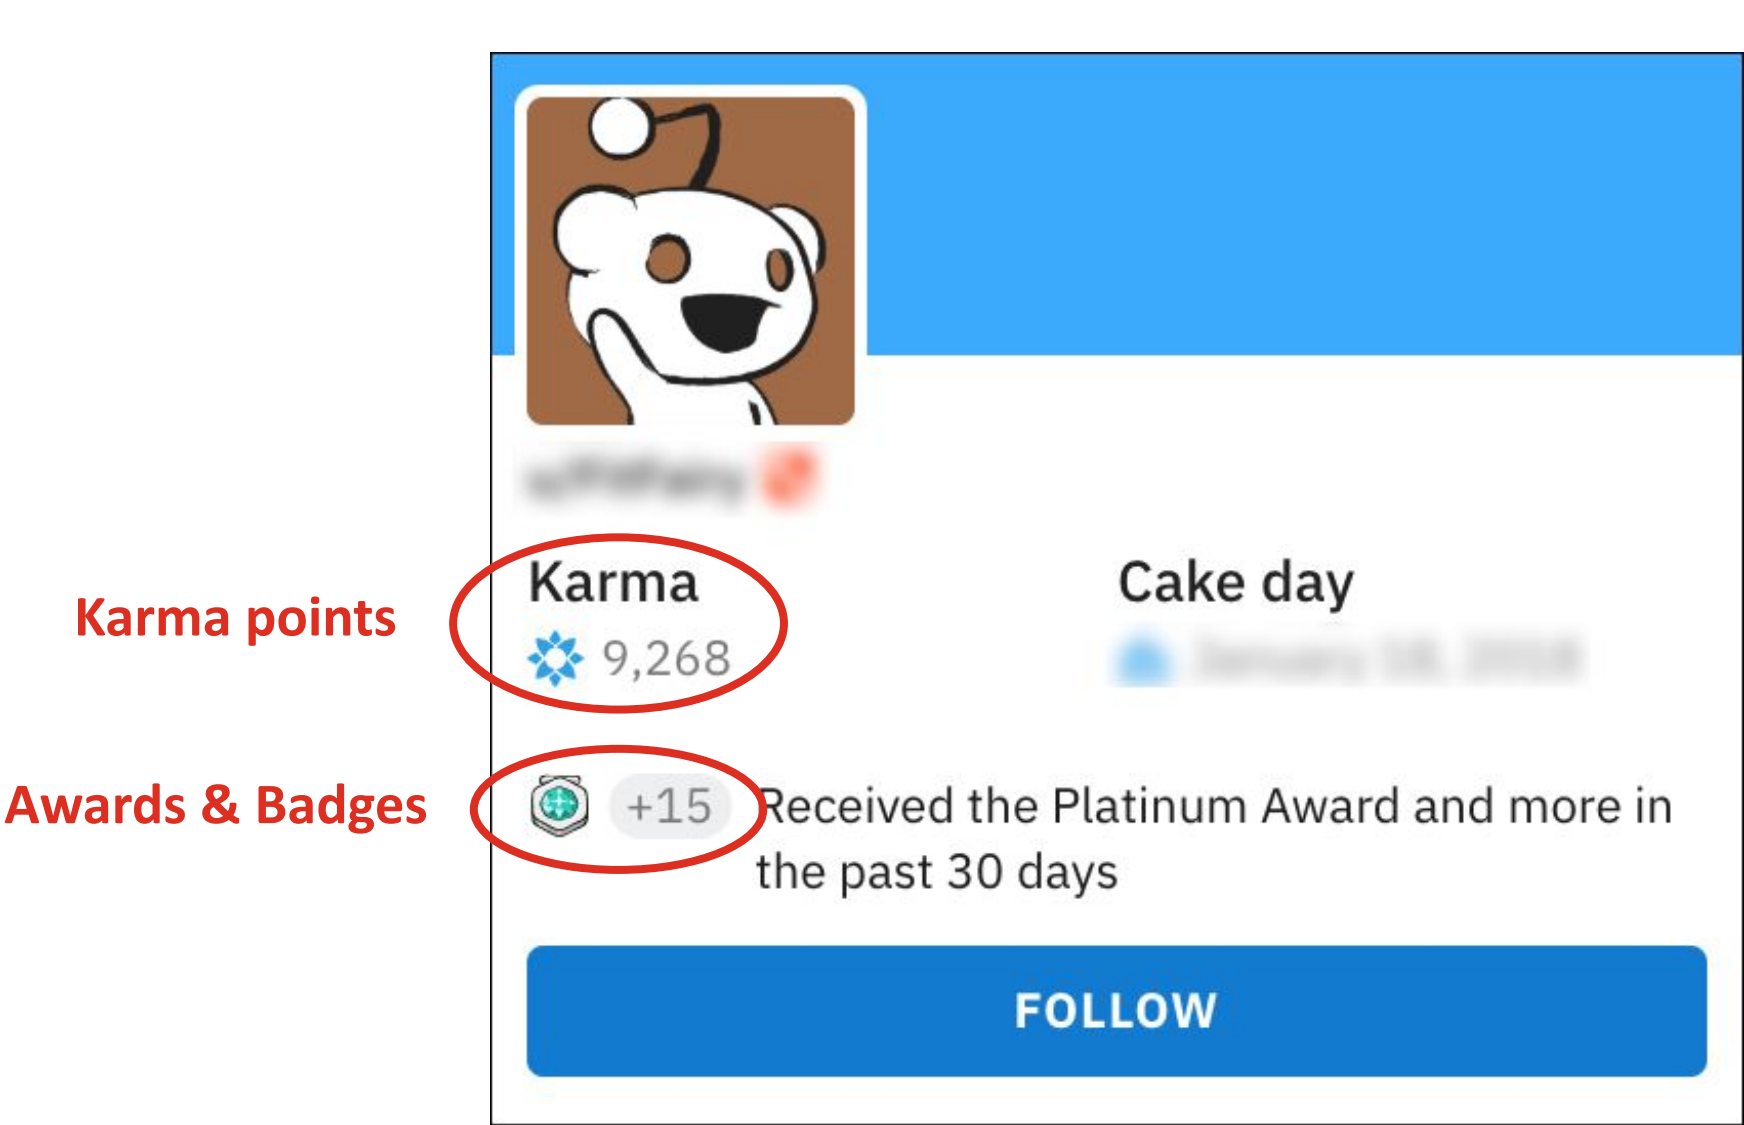 Karma
Cake day
Karma points
9,268
Awards & Badges
+15
Received the Platinum Award and more in
the past 30 days
FOLLOW